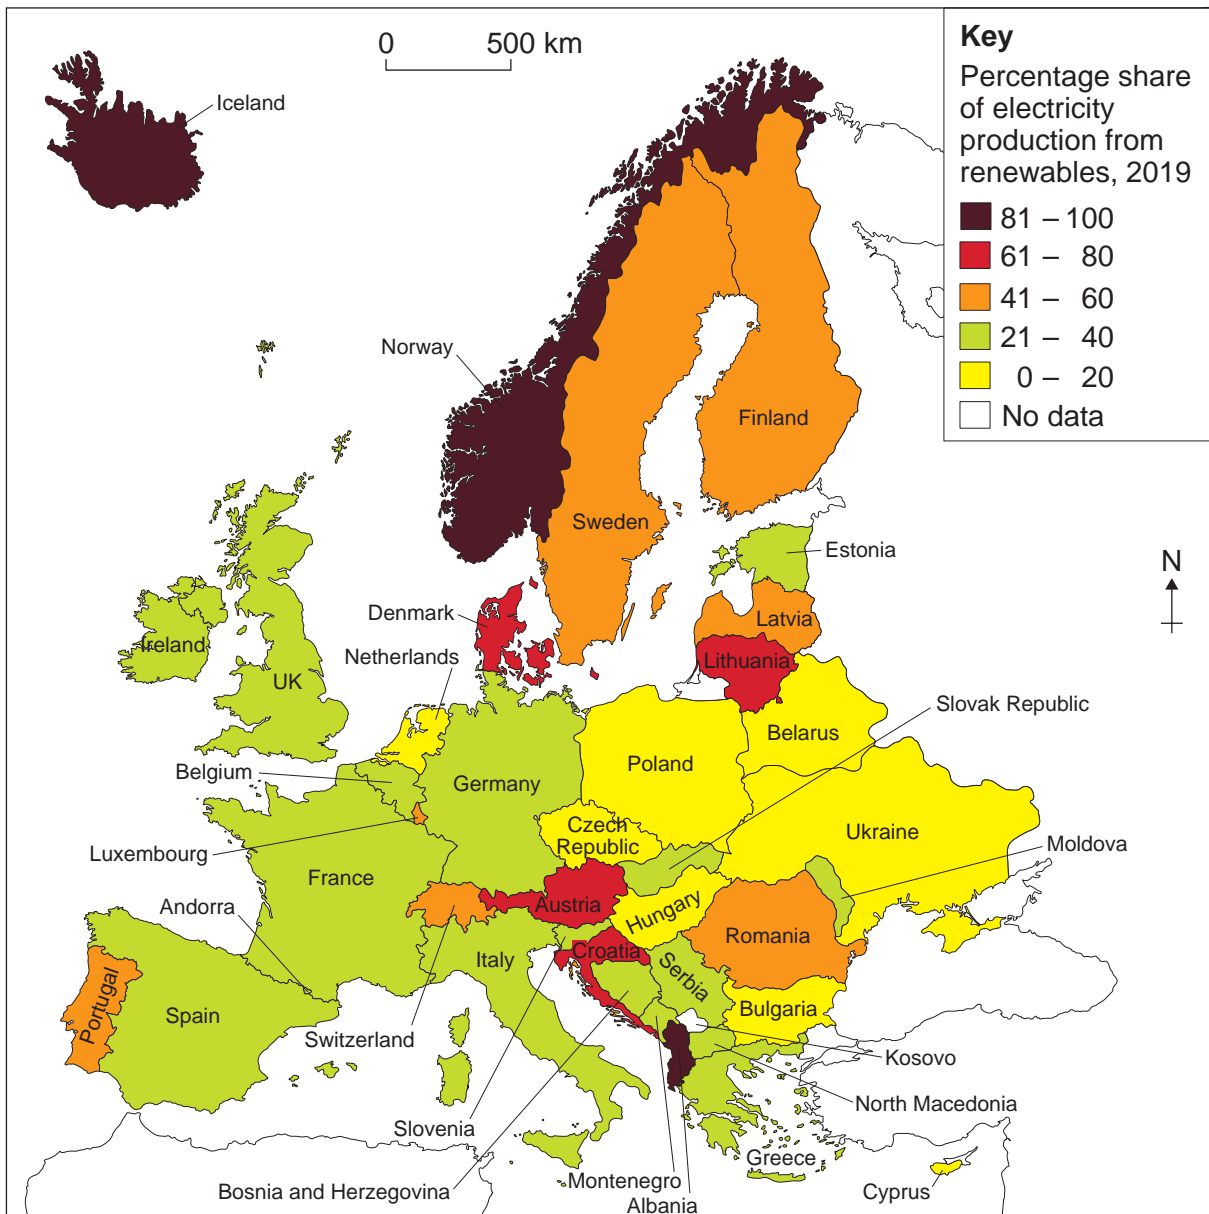 0 500 km
Key
Percentage share
of electricity
production from
renewables, 2019
81 – 100
61 – 80
41 – 60
21 – 40
0 – 20
No data
Iceland
Norway
Finland
Sweden
Estonia
N
Denmark
Latvia
Ireland
Netherlands
Lithuania
UK
Slovak Republic
Belarus
Poland
Belgium
Germany
Czech
Republic
Ukraine
Moldova
Luxembourg
France
Andorra
Austria
Hungary
Romania
Croatia
Italy
Serbia
Portugal
Spain
Bulgaria
Switzerland
Kosovo
North Macedonia
Slovenia
Greece
Montenegro
Bosnia and Herzegovina
Cyprus
Albania